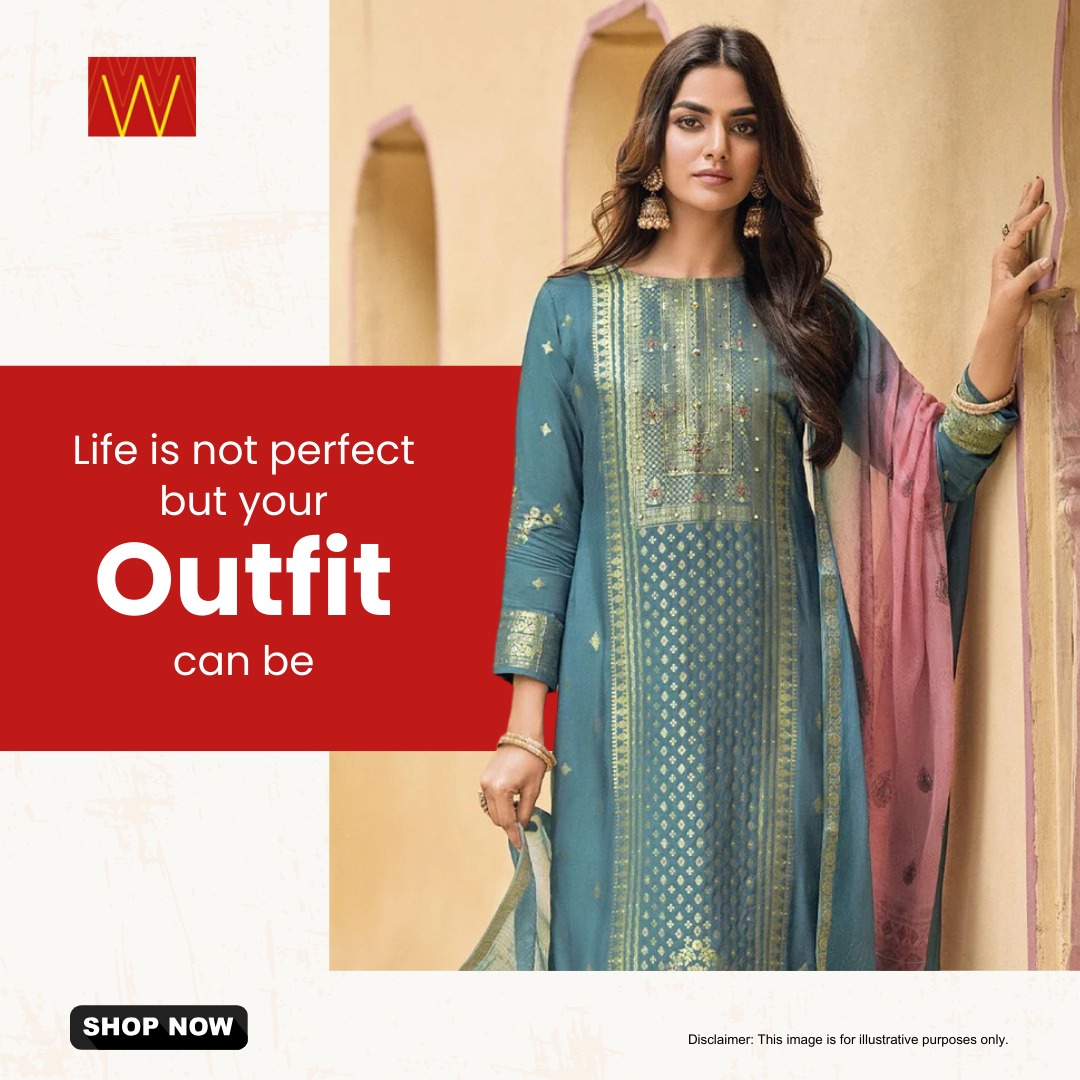 W
Life is not perfect
but your
Outfit
can be
SHOP NOW
Disclaimer: This image is for illustrative purposes only.